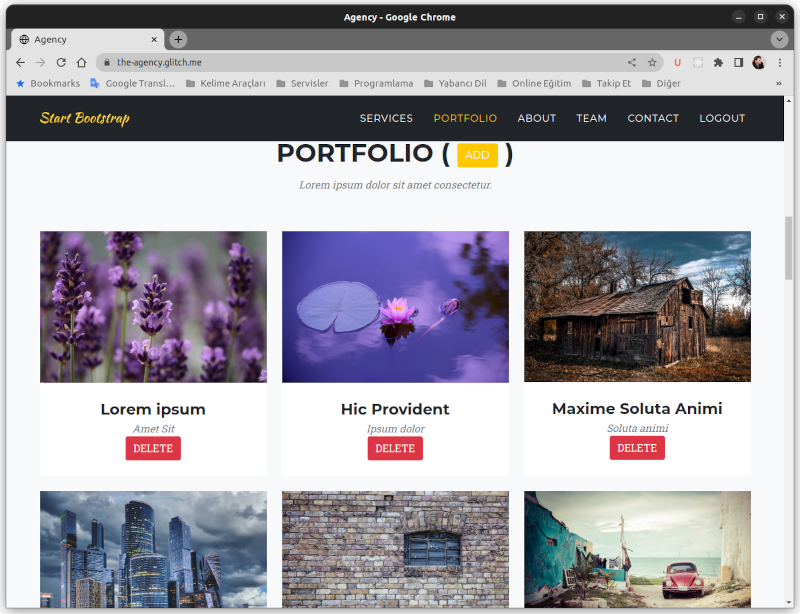 Agency - Google Chrome
Agency
the-agency.glitch.me
Bookmarks Google Transl... Kelime Araçları Servisler Programlama Yabancı Dil Online Eğitim Takip Et Diğer »
Start Bootstrap SERVICES PORTFOLIO ABOUT TEAM CONTACT LOGOUT
PORTFOLIO ( ADD )
Lorem ipsum dolor sit amet consectetur.
Lorem ipsum Hic Provident Maxime Soluta Animi
Amet Sit Ipsum dolor Soluta animi
DELETE DELETE DELETE